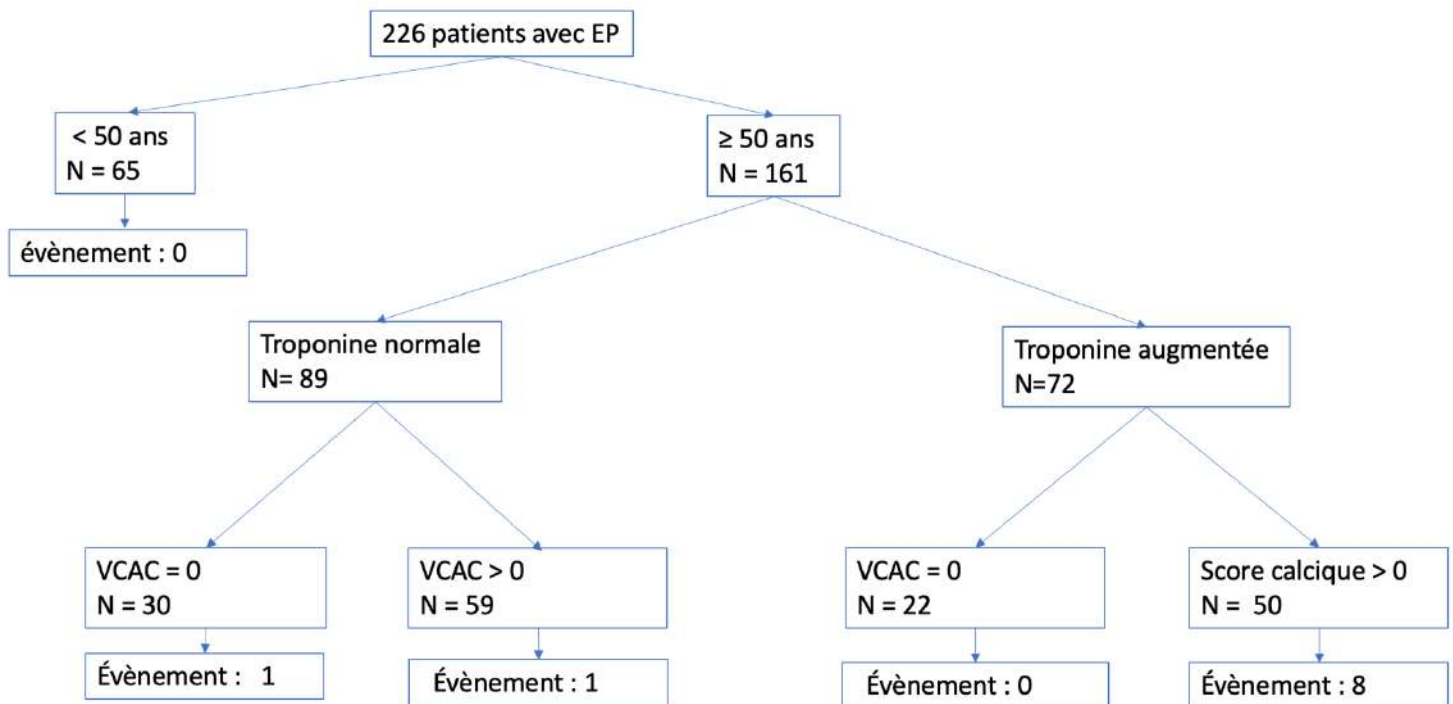 226 patients avec EP
< 50 ans
N = 65
≥ 50 ans
N = 161
évènement : 0
Troponine normale
N= 89
Troponine augmentée
N=72
VCAC = 0
N = 30
VCAC > 0
N = 59
VCAC = 0
N = 22
Score calcique > 0
N = 50
Évènement : 1
Évènement : 1
Évènement : 0
Évènement : 8